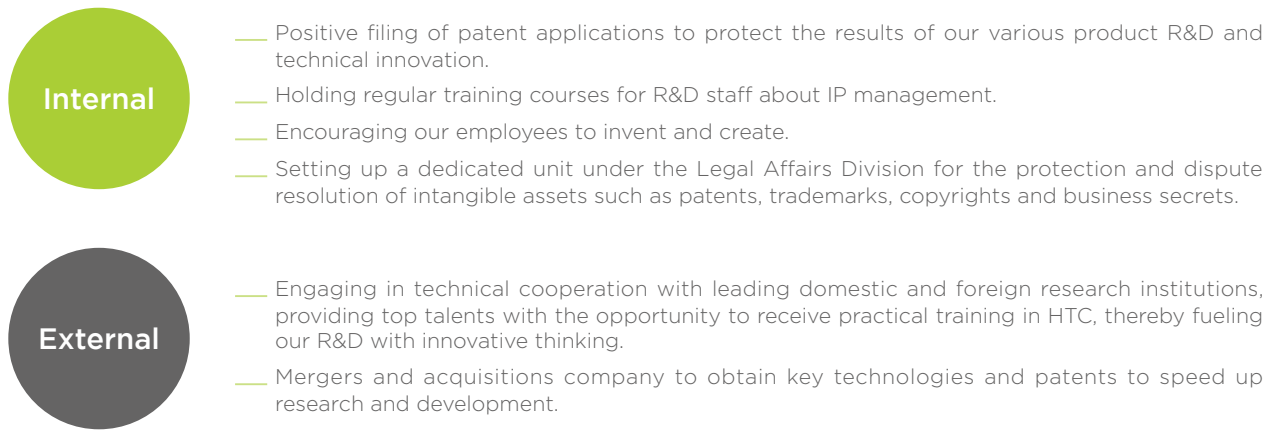 Internal
Positive filing of patent applications to protect the results of our various product R&D and
technical innovation.
Holding regular training courses for R&D staff about IP management.
Encouraging our employees to invent and create.
Setting up a dedicated unit under the Legal Affairs Division for the protection and dispute
resolution of intangible assets such as patents, trademarks, copyrights and business secrets.
External
Engaging in technical cooperation with leading domestic and foreign research institutions,
providing top talents with the opportunity to receive practical training in HTC, thereby fueling
our R&D with innovative thinking.
Mergers and acquisitions company to obtain key technologies and patents to speed up
research and development.